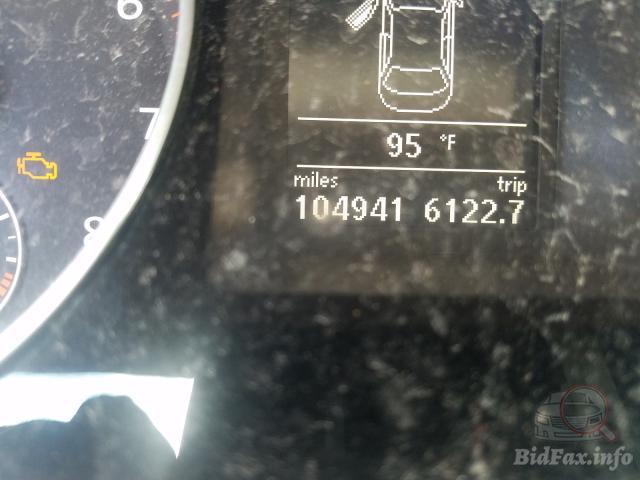 6
7
8
95 °F
miles trip
104941 6122.7
BidFax.info